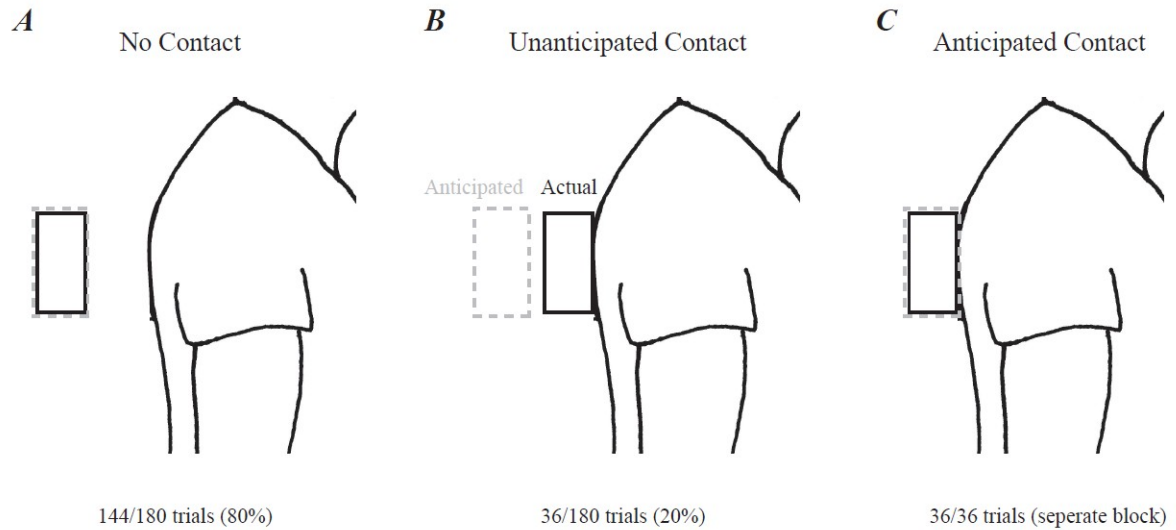 A
No Contact
B
Unanticipated Contact
C
Anticipated Contact
Anticipated
Actual
144/180 trials (80%)
36/180 trials (20%)
36/36 trials (seperate block)